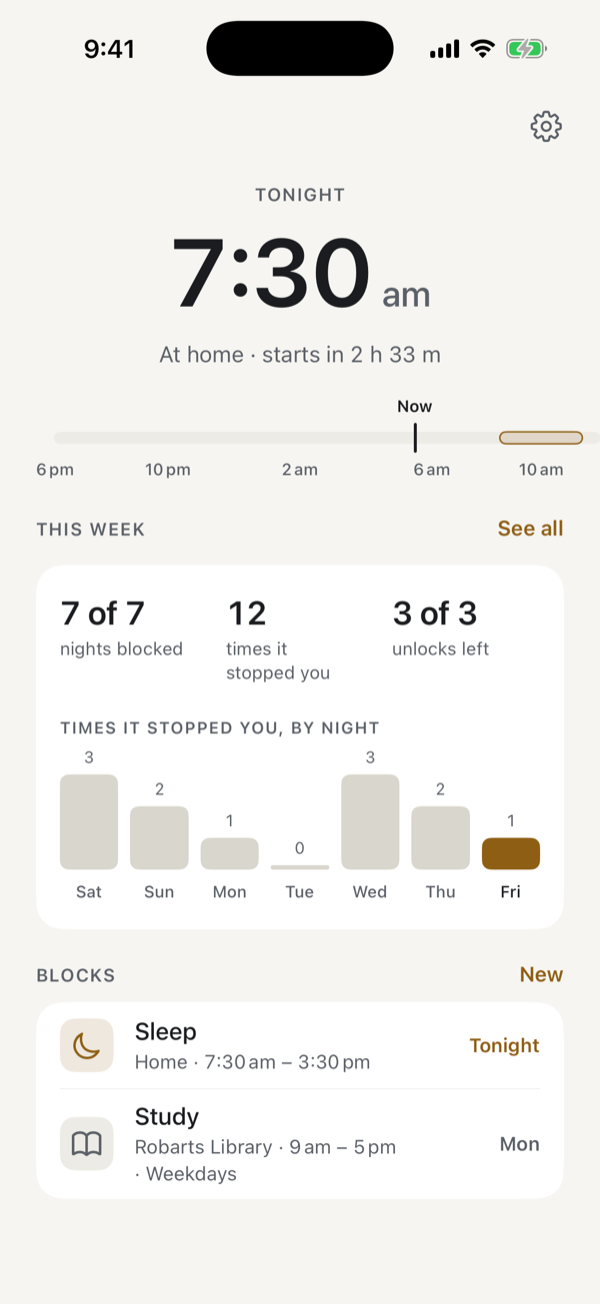 9:41
TONIGHT
7:30 am
At home · starts in 2 h 33 m
Now
6 pm 10 pm 2 am 6 am 10 am
THIS WEEK See all
7 of 7 12 3 of 3
nights blocked times it stopped you unlocks left
TIMES IT STOPPED YOU, BY NIGHT
3 2 1 0 3 2 1
Sat Sun Mon Tue Wed Thu Fri
BLOCKS New
Sleep
Home · 7:30 am – 3:30 pm
Tonight
Study
Robarts Library · 9 am – 5 pm
· Weekdays
Mon